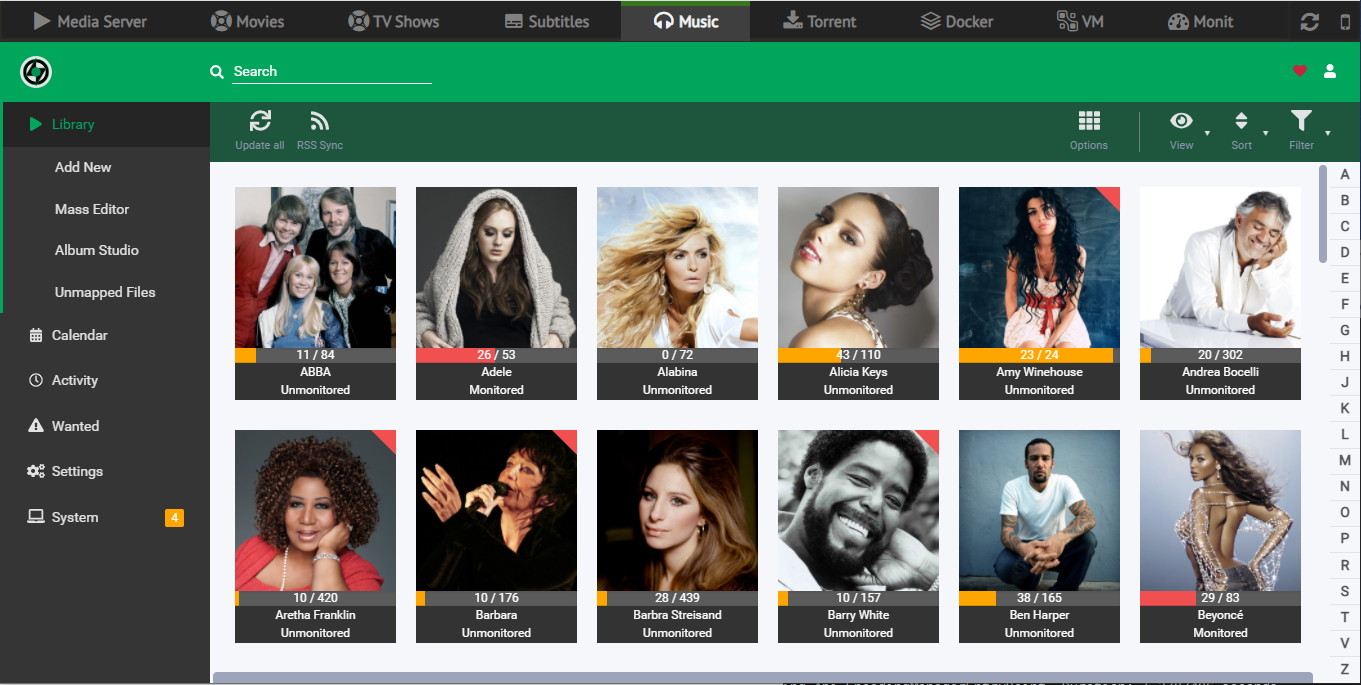 Media Server
Movies
TV Shows
Subtitles
Music
Torrent
Docker
VM
Monit
Search
Library
Add New
Mass Editor
Album Studio
Unmapped Files
Calendar
Activity
Wanted
Settings
System 4
Update all
RSS Sync
Options
View
Sort
Filter
11 / 84
ABBA
Unmonitored
26 / 53
Adele
Monitored
0 / 72
Alabina
Unmonitored
43 / 110
Alicia Keys
Unmonitored
23 / 24
Amy Winehouse
Unmonitored
20 / 302
Andrea Bocelli
Unmonitored
10 / 420
Aretha Franklin
Unmonitored
10 / 176
Barbara
Unmonitored
28 / 439
Barbra Streisand
Unmonitored
10 / 157
Barry White
Unmonitored
38 / 165
Ben Harper
Unmonitored
29 / 83
Beyoncé
Monitored
A
B
C
D
E
F
G
H
J
K
L
M
N
O
P
R
S
T
V
Z